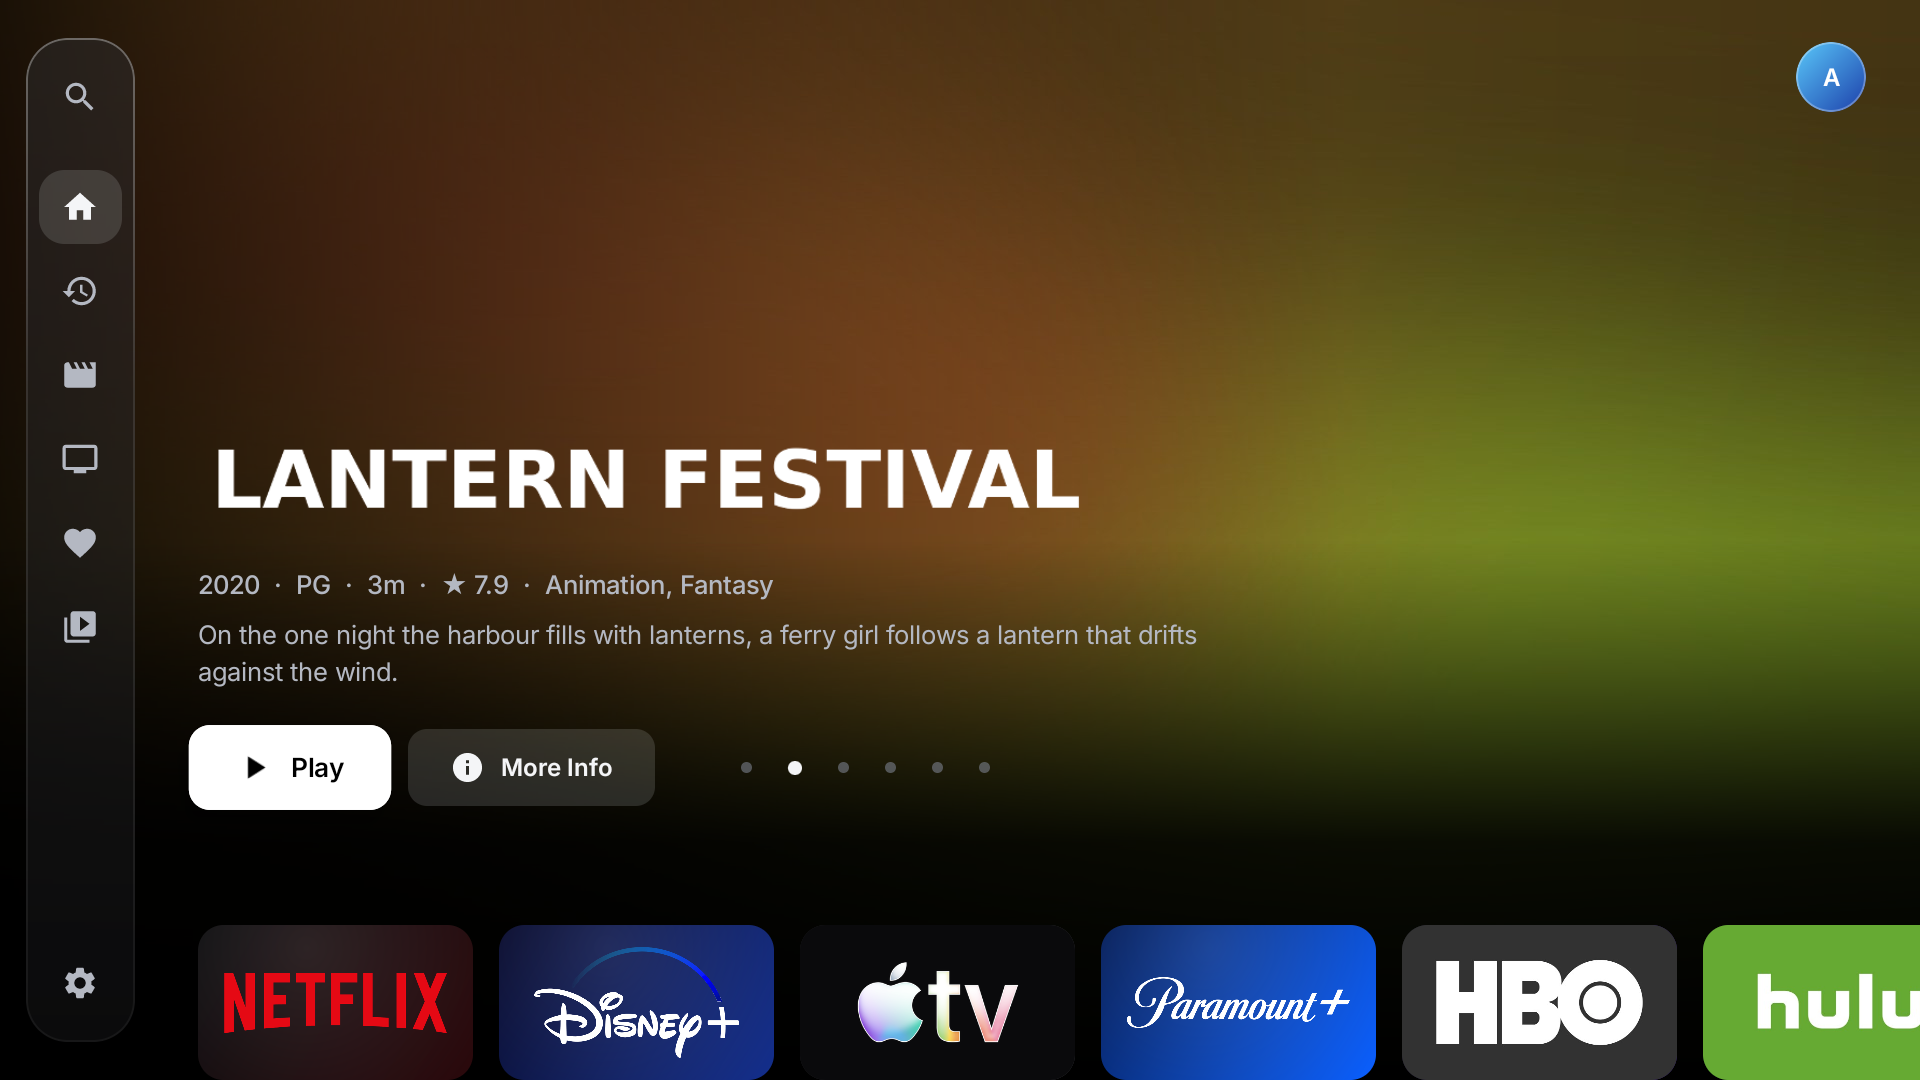 A
LANTERN FESTIVAL
2020 · PG · 3m · ★ 7.9 · Animation, Fantasy
On the one night the harbour fills with lanterns, a ferry girl follows a lantern that drifts
against the wind.
Play
More Info
NETFLIX
Disney+
tv
Paramount+
HBO
hulu